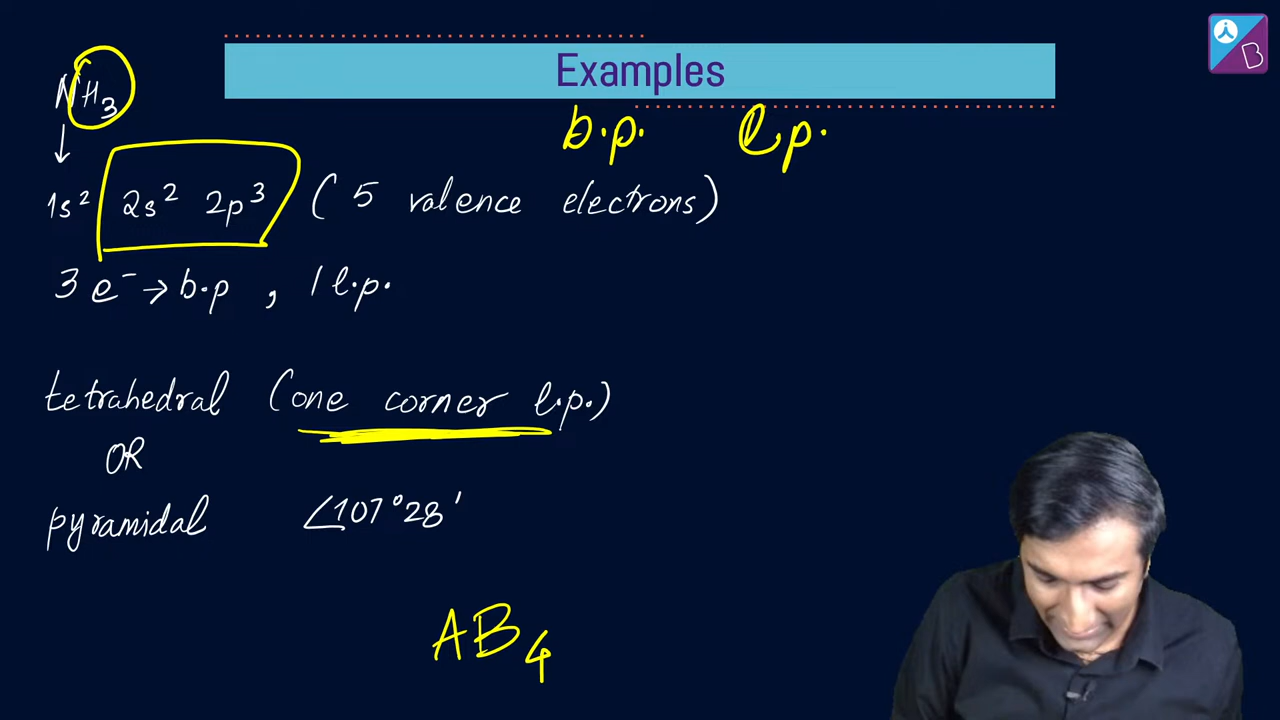 Examples
NH3
b.p. l.p.
1s² 2s² 2p³ (5 valence electrons)
3 e⁻ → b.p , 1 l.p.
tetrahedral (one corner l.p.)
OR
pyramidal ∠107°28'
AB4
B